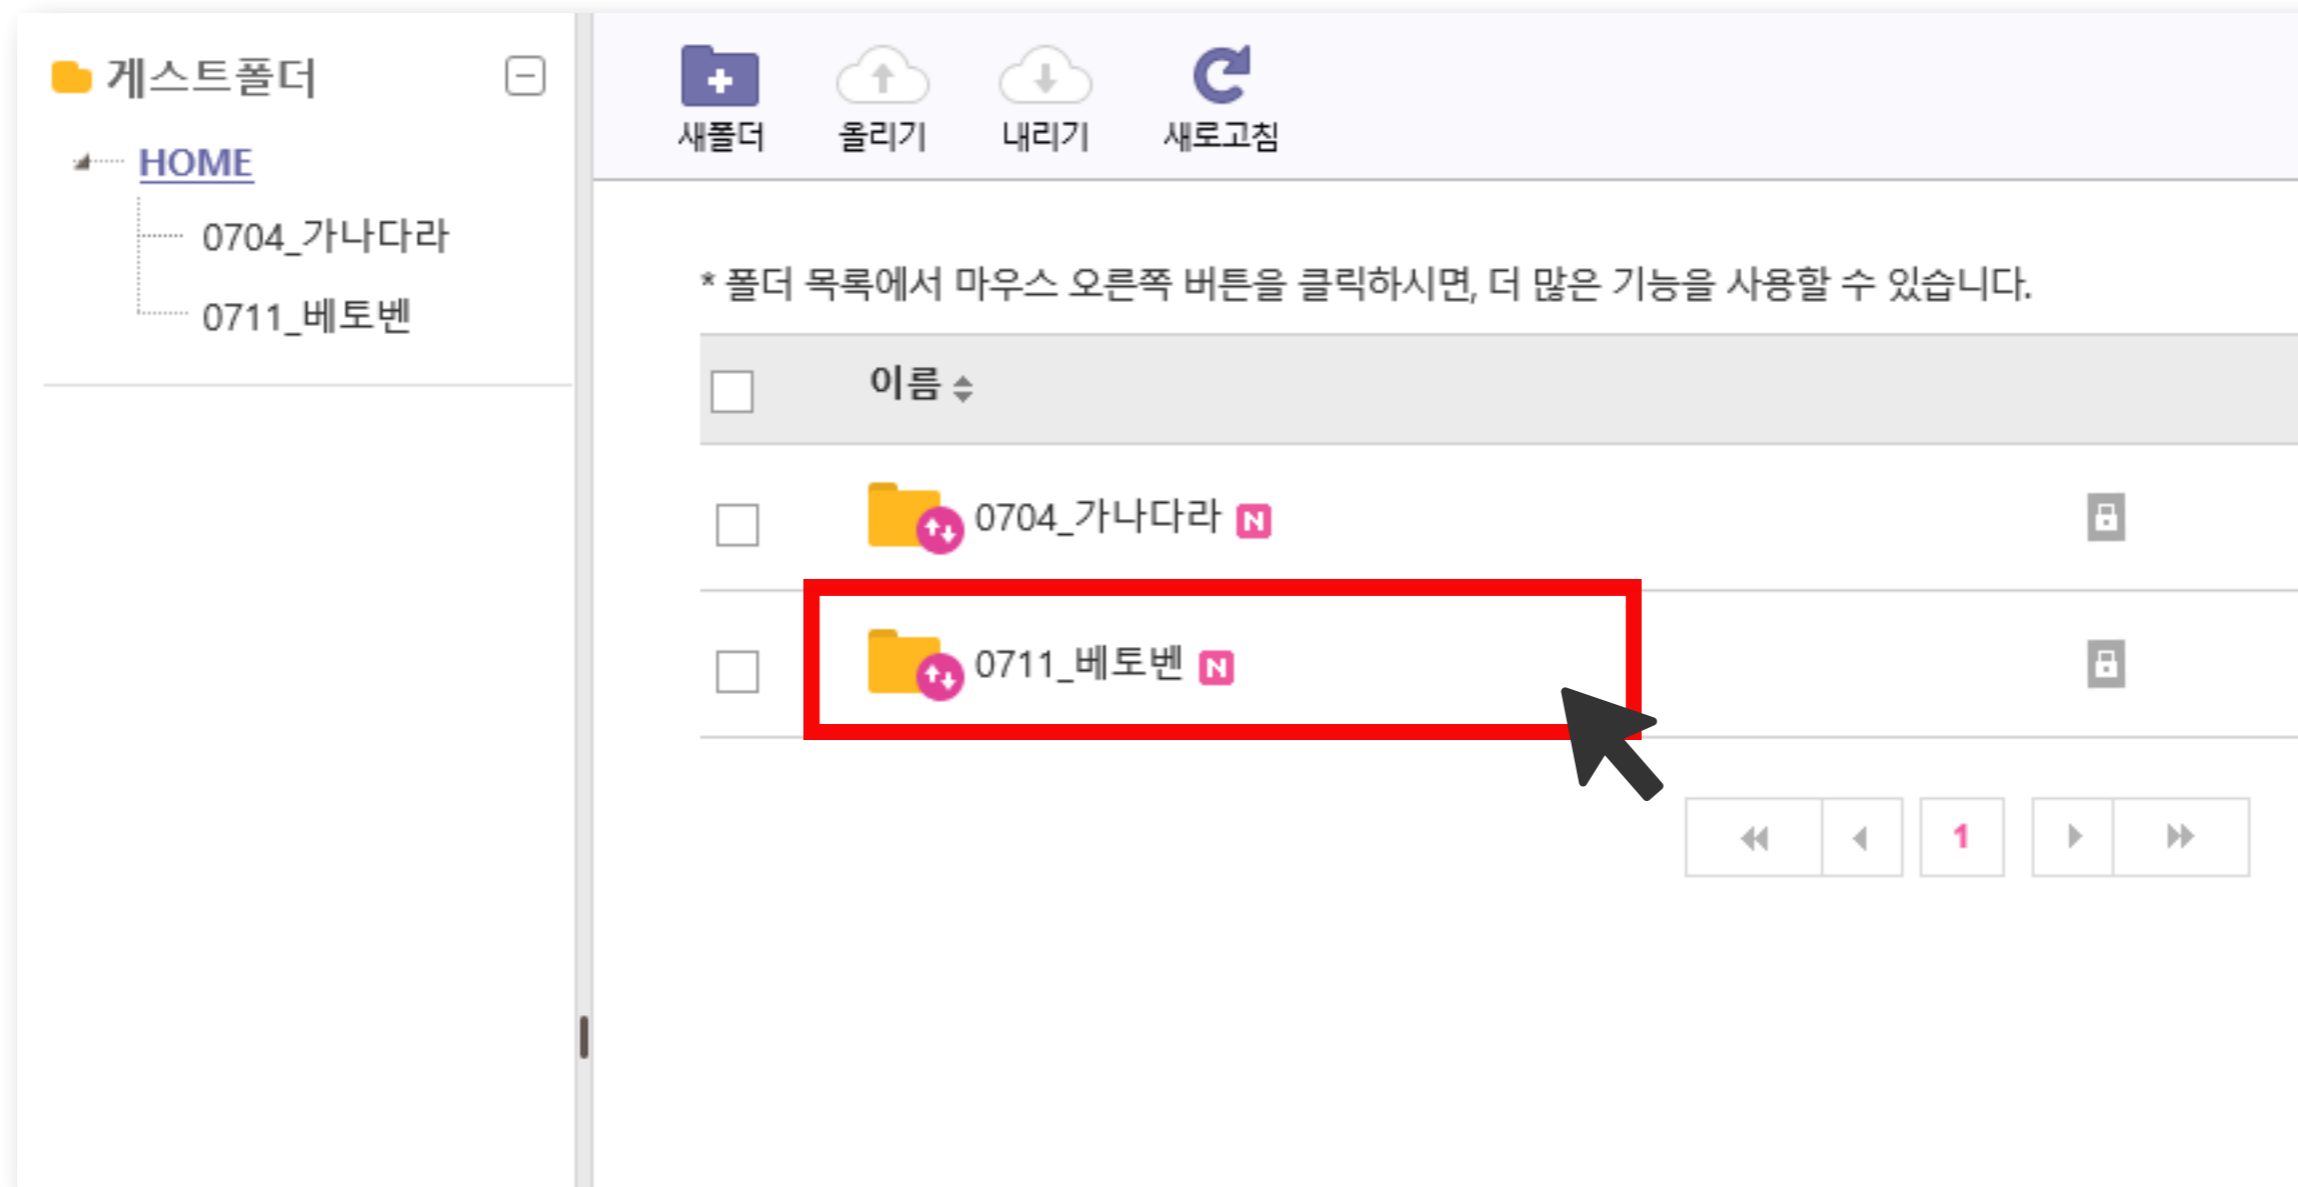 게스트폴더
HOME
0704_가나다라
0711_베토벤
새폴더
올리기
내리기
새로고침
* 폴더 목록에서 마우스 오른쪽 버튼을 클릭하시면, 더 많은 기능을 사용할 수 있습니다.
이름
0704_가나다라 N
0711_베토벤 N
1